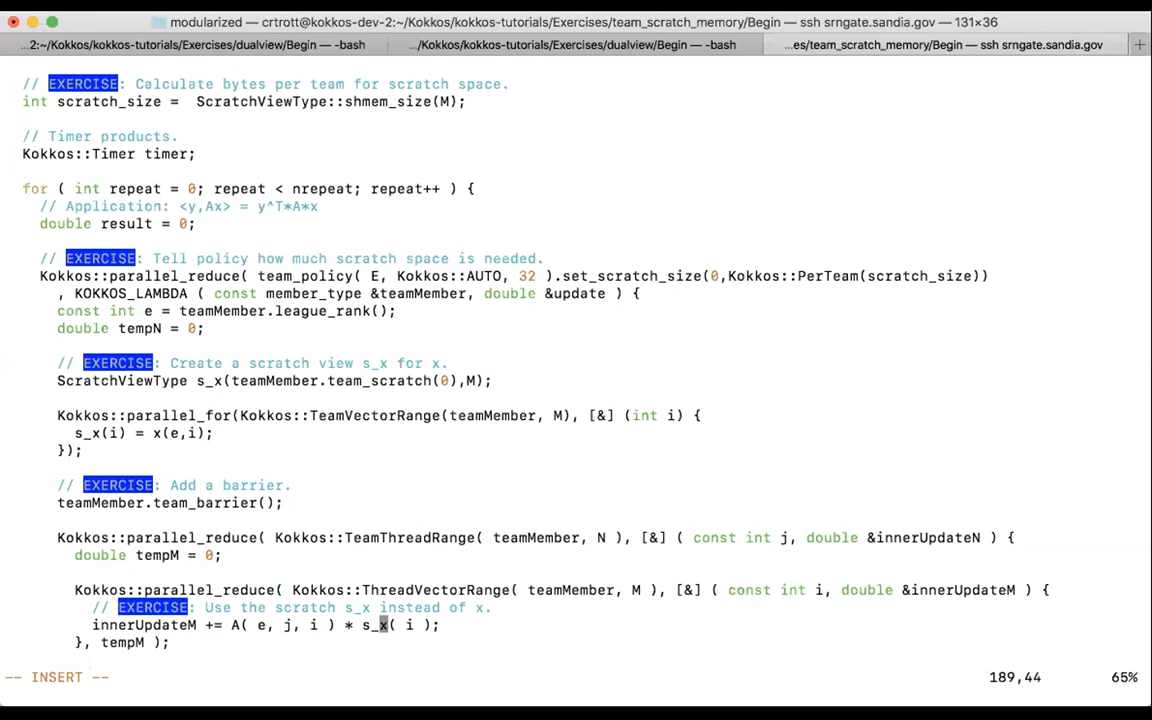 modularized — crtrott@kokkos-dev-2:~/Kokkos/kokkos-tutorials/Exercises/team_scratch_memory/Begin — ssh srngate.sandia.gov — 131×36
...2:~/Kokkos/kokkos-tutorials/Exercises/dualview/Begin — -bash
.../Kokkos/kokkos-tutorials/Exercises/dualview/Begin — -bash
...es/team_scratch_memory/Begin — ssh srngate.sandia.gov
// EXERCISE: Calculate bytes per team for scratch space.
int scratch_size =  ScratchViewType::shmem_size(M);
// Timer products.
Kokkos::Timer timer;
for ( int repeat = 0; repeat < nrepeat; repeat++ ) {
// Application: <y,Ax> = y^T*A*x
double result = 0;
// EXERCISE: Tell policy how much scratch space is needed.
Kokkos::parallel_reduce( team_policy( E, Kokkos::AUTO, 32 ).set_scratch_size(0,Kokkos::PerTeam(scratch_size))
, KOKKOS_LAMBDA ( const member_type &teamMember, double &update ) {
const int e = teamMember.league_rank();
double tempN = 0;
// EXERCISE: Create a scratch view s_x for x.
ScratchViewType s_x(teamMember.team_scratch(0),M);
Kokkos::parallel_for(Kokkos::TeamVectorRange(teamMember, M), [&] (int i) {
s_x(i) = x(e,i);
});
// EXERCISE: Add a barrier.
teamMember.team_barrier();
Kokkos::parallel_reduce( Kokkos::TeamThreadRange( teamMember, N ), [&] ( const int j, double &innerUpdateN ) {
double tempM = 0;
Kokkos::parallel_reduce( Kokkos::ThreadVectorRange( teamMember, M ), [&] ( const int i, double &innerUpdateM ) {
// EXERCISE: Use the scratch s_x instead of x.
innerUpdateM += A( e, j, i ) * s_x( i );
}, tempM );
-- INSERT --
189,44
65%